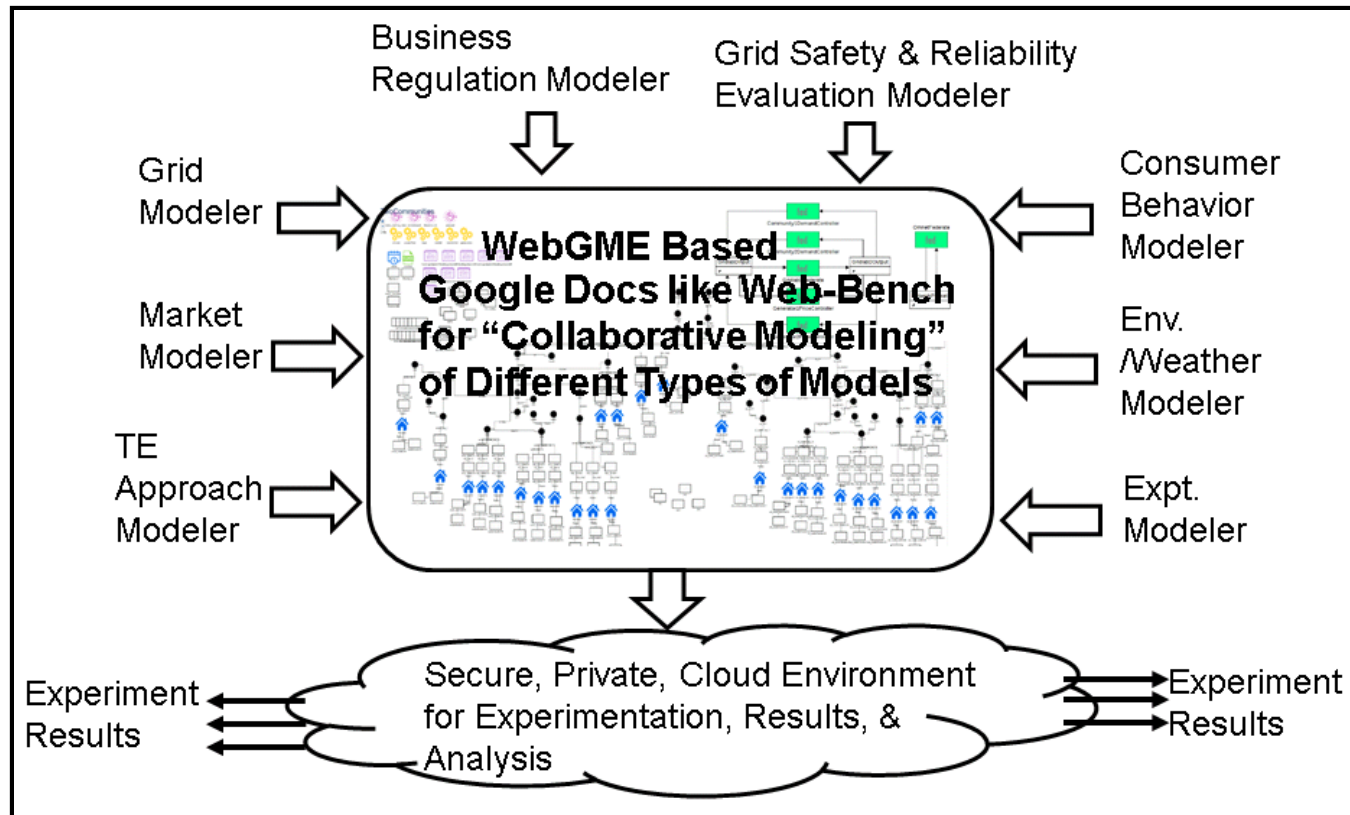 Business
Regulation Modeler
Grid Safety & Reliability
Evaluation Modeler
Grid
Modeler
Consumer
Behavior
Modeler
WebGME Based
Google Docs like Web-Bench
for “Collaborative Modeling”
of Different Types of Models
Market
Modeler
Env.
/Weather
Modeler
TE
Approach
Modeler
Expt.
Modeler
Secure, Private, Cloud Environment
for Experimentation, Results, &
Analysis
Experiment
Results
Experiment
Results